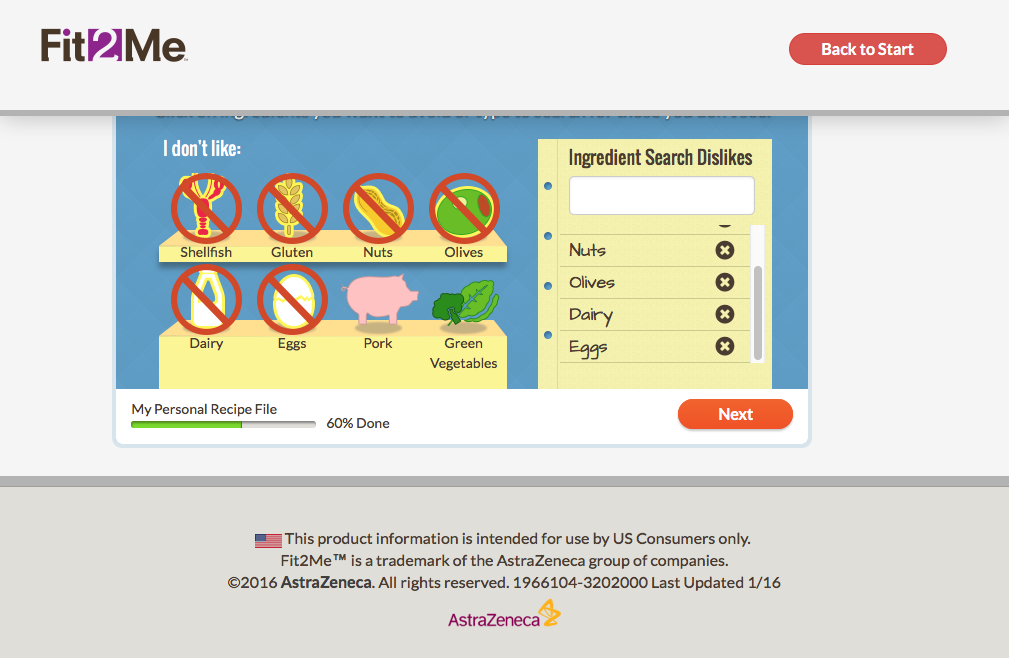 Fit2Me™
Back to Start
I don't like:
Shellfish
Gluten
Nuts
Olives
Dairy
Eggs
Pork
Green
Vegetables
Ingredient Search Dislikes
Nuts
Olives
Dairy
Eggs
My Personal Recipe File
60% Done
Next
This product information is intended for use by US Consumers only.
Fit2Me™ is a trademark of the AstraZeneca group of companies.
©2016 AstraZeneca. All rights reserved. 1966104-3202000 Last Updated 1/16
AstraZeneca